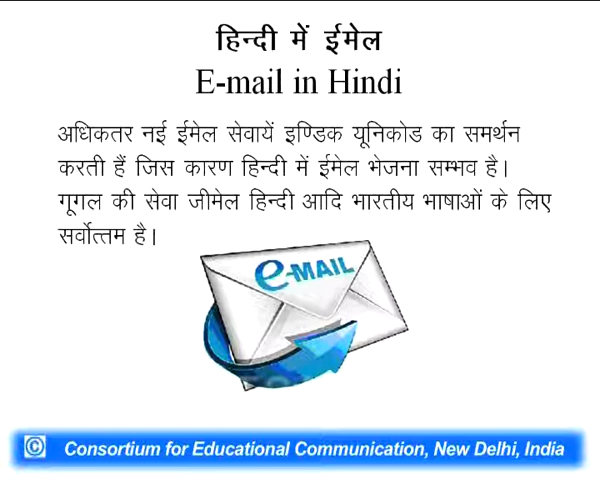 हिन्दी में ईमेल
E-mail in Hindi
अधिकतर नई ईमेल सेवायें इण्डिक यूनिकोड का समर्थन
करती हैं जिस कारण हिन्दी में ईमेल भेजना सम्भव है।
गूगल की सेवा जीमेल हिन्दी आदि भारतीय भाषाओं के लिए
सर्वोत्तम है।
e-MAIL
© Consortium for Educational Communication, New Delhi, India